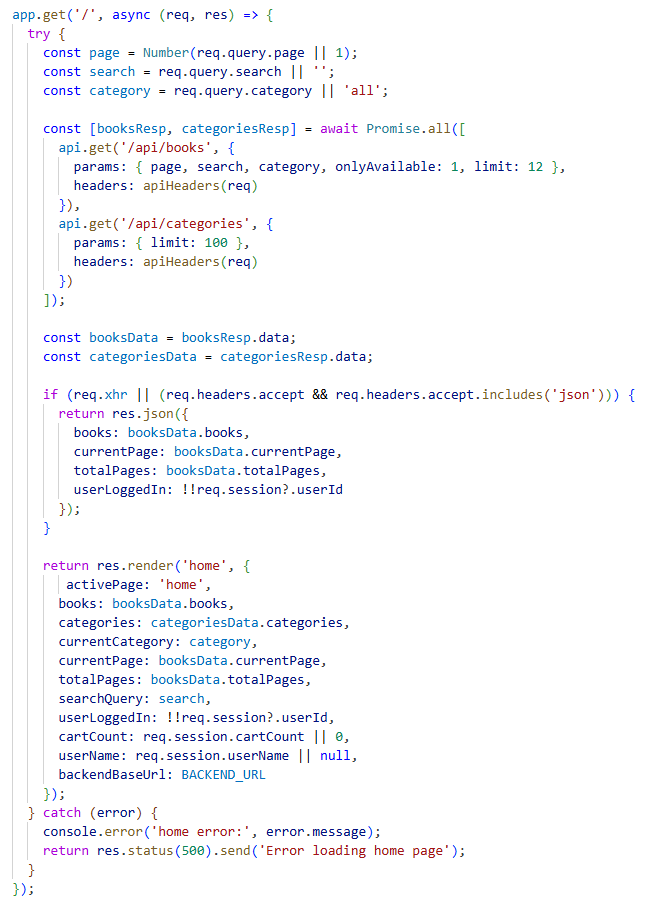 app.get('/', async (req, res) => {
  try {
    const page = Number(req.query.page || 1);
    const search = req.query.search || '';
    const category = req.query.category || 'all';

    const [booksResp, categoriesResp] = await Promise.all([
      api.get('/api/books', {
        params: { page, search, category, onlyAvailable: 1, limit: 12 },
        headers: apiHeaders(req)
      }),
      api.get('/api/categories', {
        params: { limit: 100 },
        headers: apiHeaders(req)
      })
    ]);

    const booksData = booksResp.data;
    const categoriesData = categoriesResp.data;

    if (req.xhr || (req.headers.accept && req.headers.accept.includes('json'))) {
      return res.json({
        books: booksData.books,
        currentPage: booksData.currentPage,
        totalPages: booksData.totalPages,
        userLoggedIn: !!req.session?.userId
      });
    }

    return res.render('home', {
       activePage: 'home',
      books: booksData.books,
      categories: categoriesData.categories,
      currentCategory: category,
      currentPage: booksData.currentPage,
      totalPages: booksData.totalPages,
      searchQuery: search,
      userLoggedIn: !!req.session?.userId,
      cartCount: req.session.cartCount || 0,
      userName: req.session.userName || null,
      backendBaseUrl: BACKEND_URL
    });
  } catch (error) {
    console.error('home error:', error.message);
    return res.status(500).send('Error loading home page');
  }
});